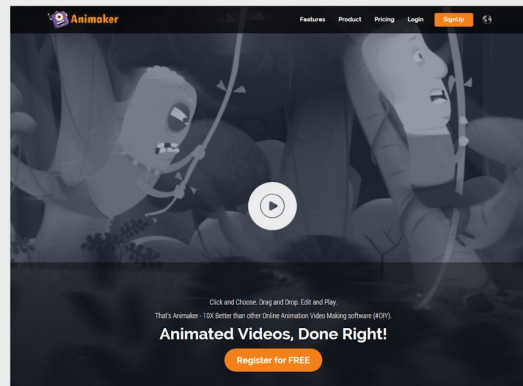 Animaker
Features Product Pricing Login SignUp
Click and Choose. Drag and Drop. Edit and Play.
That's Animaker - 10X Better than other Online Animation Video Making software (#DIY).
Animated Videos, Done Right!
Register for FREE